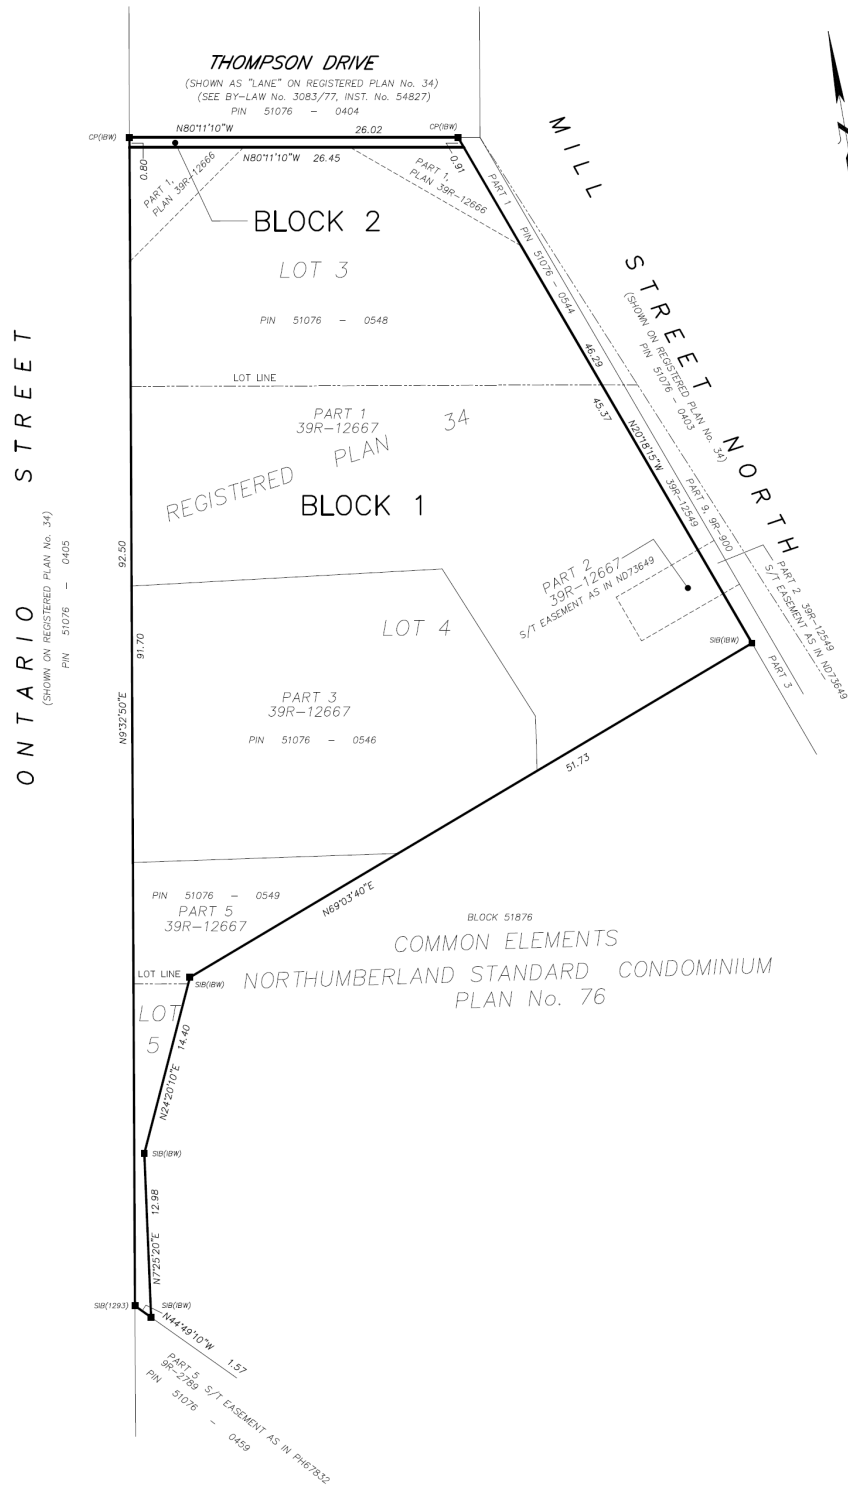 THOMPSON DRIVE
(SHOWN AS "LANE" ON REGISTERED PLAN No. 34)
(SEE BY-LAW No. 3083/77, INST. No. 54827)
PIN 51076 - 0404
CP(IBW)
N80°11'10"W
26.02
CP(IBW)
0.80
N80°11'10"W 26.45
0.91
PART 1,
PLAN 39R-12666
PART 1,
PLAN 39R-12666
PART 1
MILL STREET NORTH
(SHOWN ON REGISTERED PLAN No. 34)
PIN 51076 - 0403
BLOCK 2
LOT 3
PIN 51076 - 0544
PIN 51076 - 0548
46.29
45.37
N20°18'15"W
39R-12549
LOT LINE
PART 1
39R-12667
REGISTERED PLAN 34
BLOCK 1
PART 9, 9R-900
ONTARIO STREET
(SHOWN ON REGISTERED PLAN No. 34)
PIN 51076 - 0405
92.50
91.70
N9°32'50"E
PART 2
39R-12667
S/T EASEMENT AS IN ND73649
PART 2 39R-12549
S/T EASEMENT AS IN ND73649
SIB(IBW)
PART 3
LOT 4
PART 3
39R-12667
PIN 51076 - 0546
51.73
N69°03'40"E
PIN 51076 - 0549
PART 5
39R-12667
BLOCK 51876
COMMON ELEMENTS
NORTHUMBERLAND STANDARD CONDOMINIUM
PLAN No. 76
LOT LINE
SIB(IBW)
LOT
5
14.40
N24°20'10"E
SIB(IBW)
12.98
N7°25'20"E
SIB(1293)
SIB(IBW)
N44°49'10"W 1.57
PART 5, S/T EASEMENT AS IN PH67832
9R-2789
PIN 51076 - 0459